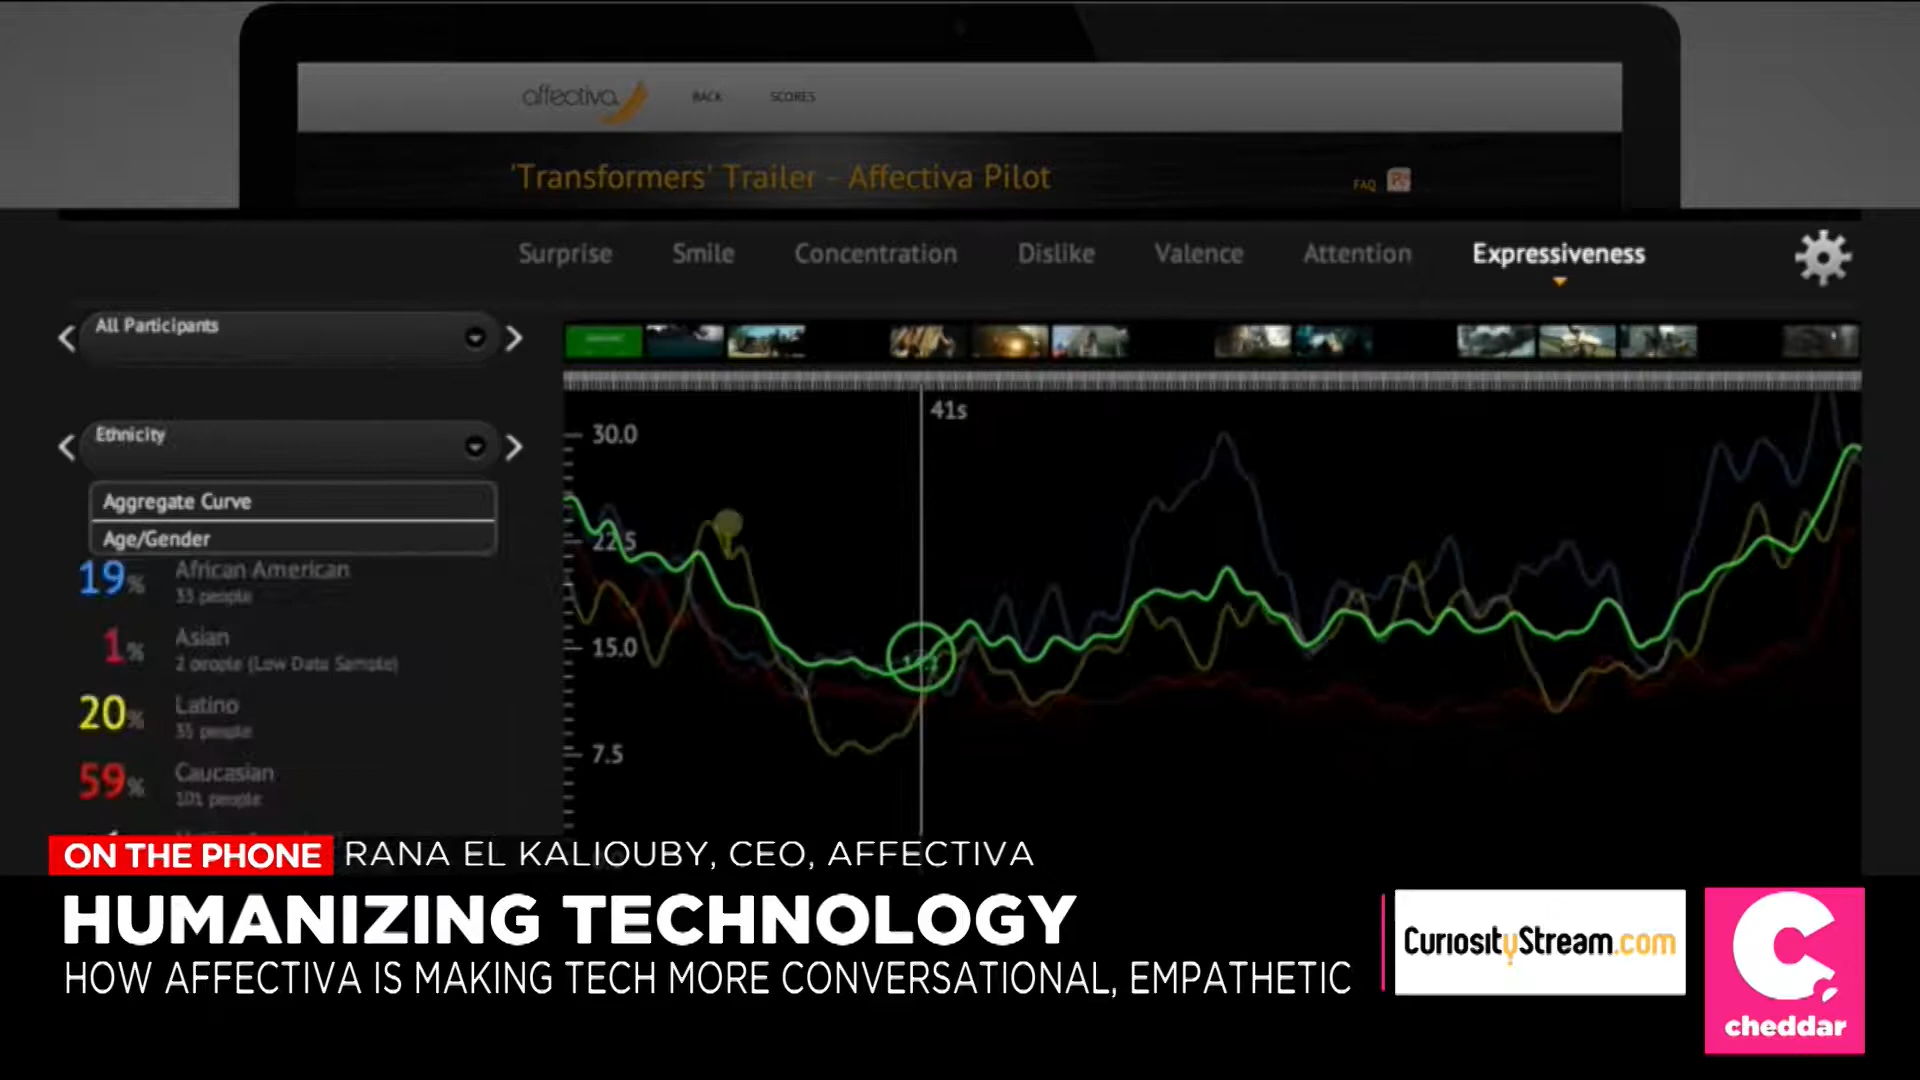 affectiva
BACK
SCORES
'Transformers' Trailer - Affectiva Pilot
FAQ
Surprise
Smile
Concentration
Dislike
Valence
Attention
Expressiveness
All Participants
Ethnicity
Aggregate Curve
Age/Gender
19% African American
33 people
1% Asian
2 people (Low Data Sample)
20% Latino
35 people
59% Caucasian
101 people
41s
30.0
22.5
15.0
7.5
ON THE PHONE RANA EL KALIOUBY, CEO, AFFECTIVA
HUMANIZING TECHNOLOGY
HOW AFFECTIVA IS MAKING TECH MORE CONVERSATIONAL, EMPATHETIC
CuriosityStream.com
cheddar